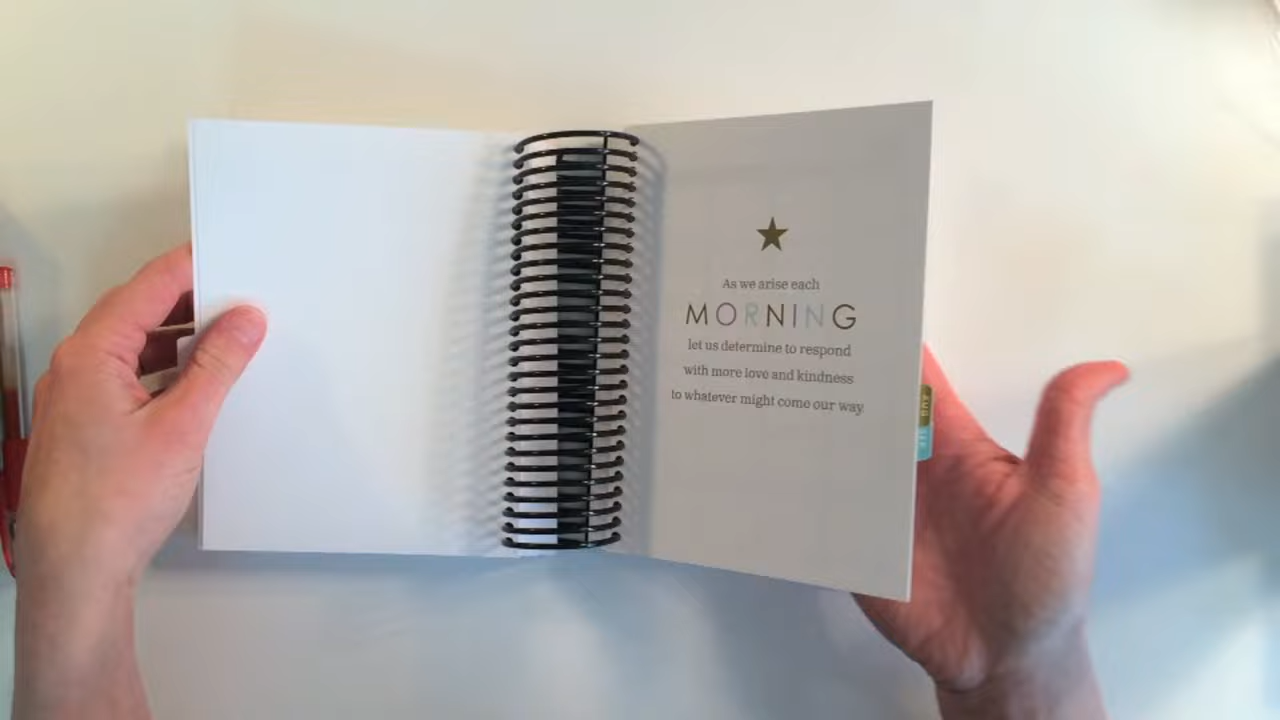 As we arise each
MORNING
let us determine to respond
with more love and kindness
to whatever might come our way.
AUG